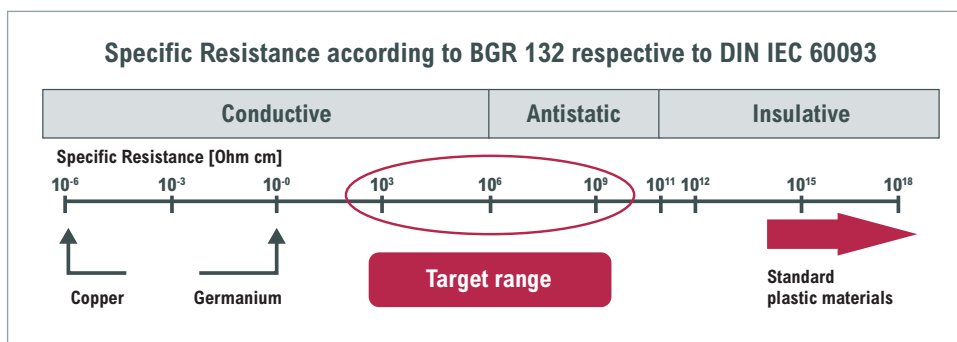 Specific Resistance according to BGR 132 respective to DIN IEC 60093
Conductive Antistatic Insulative
Specific Resistance [Ohm cm]
10⁻⁶ 10⁻³ 10⁻⁰ 10³ 10⁶ 10⁹ 10¹¹ 10¹² 10¹⁵ 10¹⁸
Copper Germanium Target range Standard
plastic materials